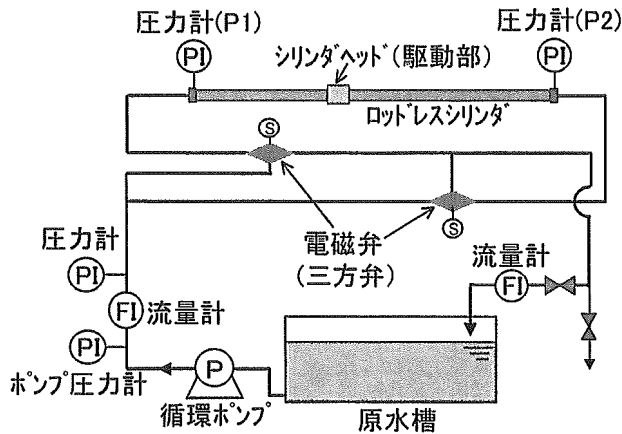 圧力計(P1)
圧力計(P2)
PI
シリンダヘッド(駆動部)
PI
ロッドレスシリンダ
S
S
圧力計
電磁弁
(三方弁)
流量計
PI
FI
FI
流量計
PI
P
ポンプ圧力計
循環ポンプ
原水槽